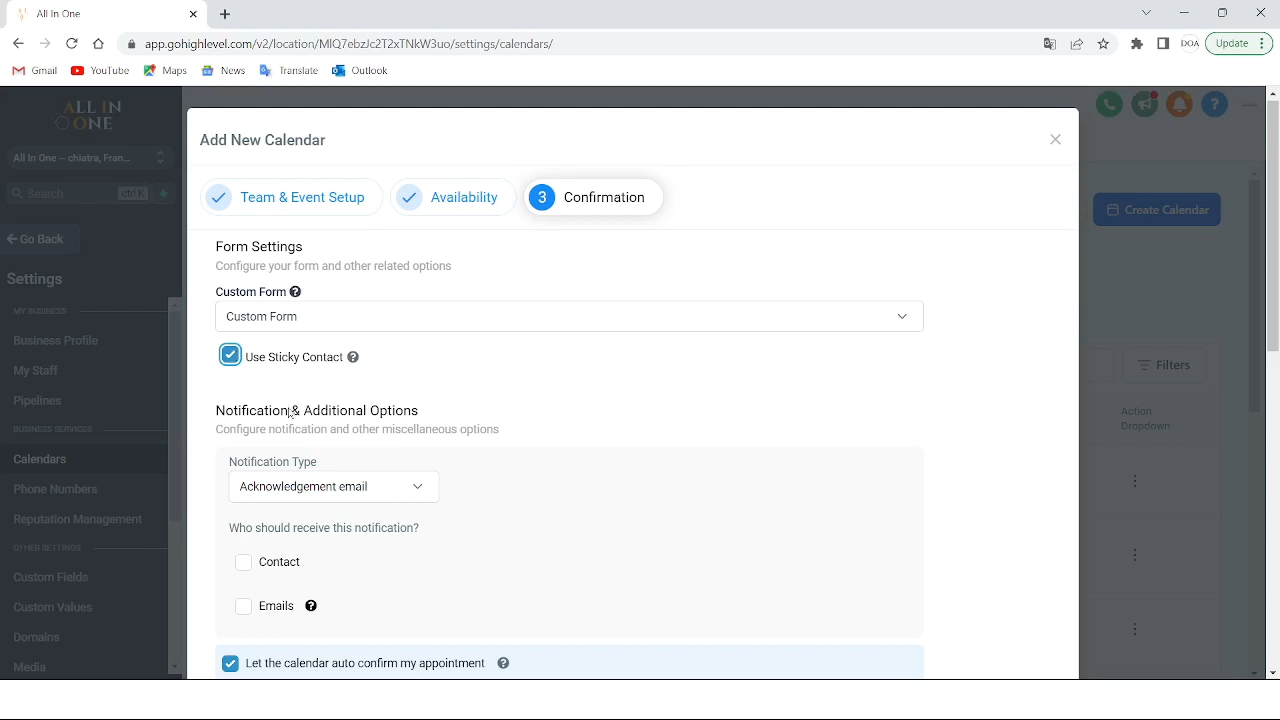 All In One
app.gohighlevel.com/v2/location/MlQ7ebzJc2T2xTNkW3uo/settings/calendars/
DOA
Update
Gmail
YouTube
Maps
News
Translate
Outlook
ALL IN ONE
All In One – chiatra, Fran...
Search
ctrl K
Go Back
Settings
MY BUSINESS
Business Profile
My Staff
Pipelines
BUSINESS SERVICES
Calendars
Phone Numbers
Reputation Management
OTHER SETTINGS
Custom Fields
Custom Values
Domains
Media
Add New Calendar
Team & Event Setup
Availability
3 Confirmation
Form Settings
Configure your form and other related options
Custom Form
Custom Form
Use Sticky Contact
Notification & Additional Options
Configure notification and other miscellaneous options
Notification Type
Acknowledgement email
Who should receive this notification?
Contact
Emails
Let the calendar auto confirm my appointment
Create Calendar
Filters
Action
Dropdown